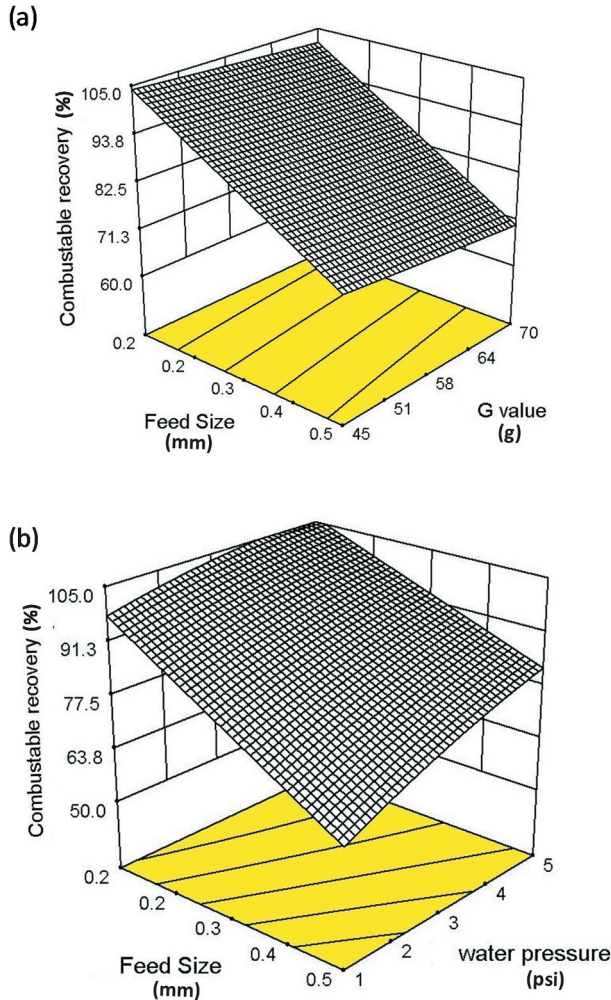 (a)
Combustable recovery (%)
105.0
93.8
82.5
71.3
60.0
0.2
0.2
0.3
0.4
0.5
Feed Size
(mm)
45
51
58
64
70
G value
(g)
(b)
Combustable recovery (%)
105.0
91.3
77.5
63.8
50.0
0.2
0.2
0.3
0.4
0.5
Feed Size
(mm)
1
2
3
4
5
water pressure
(psi)